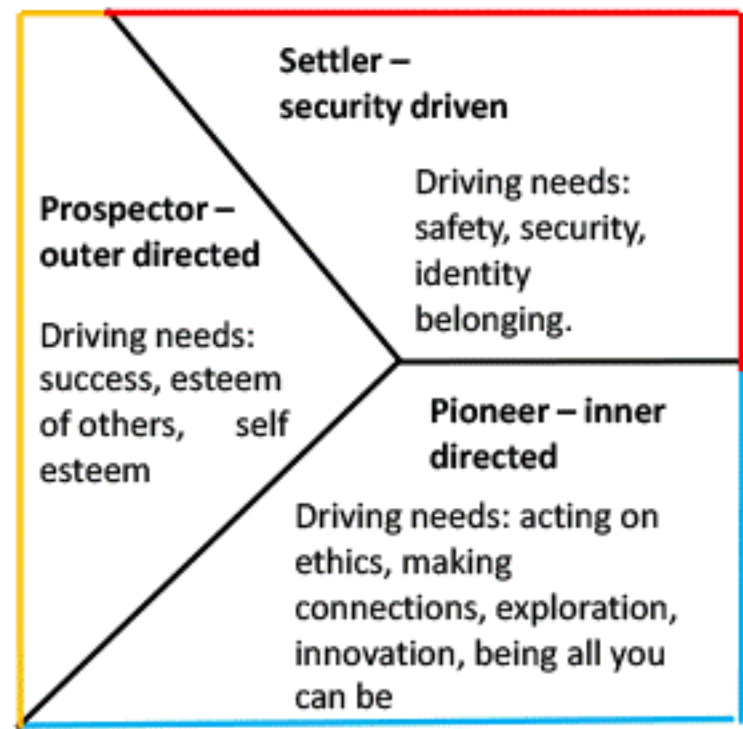 Settler –
security driven
Driving needs:
safety, security,
identity
belonging.
Prospector –
outer directed
Driving needs:
success, esteem
of others, self
esteem
Pioneer – inner
directed
Driving needs: acting on
ethics, making
connections, exploration,
innovation, being all you
can be